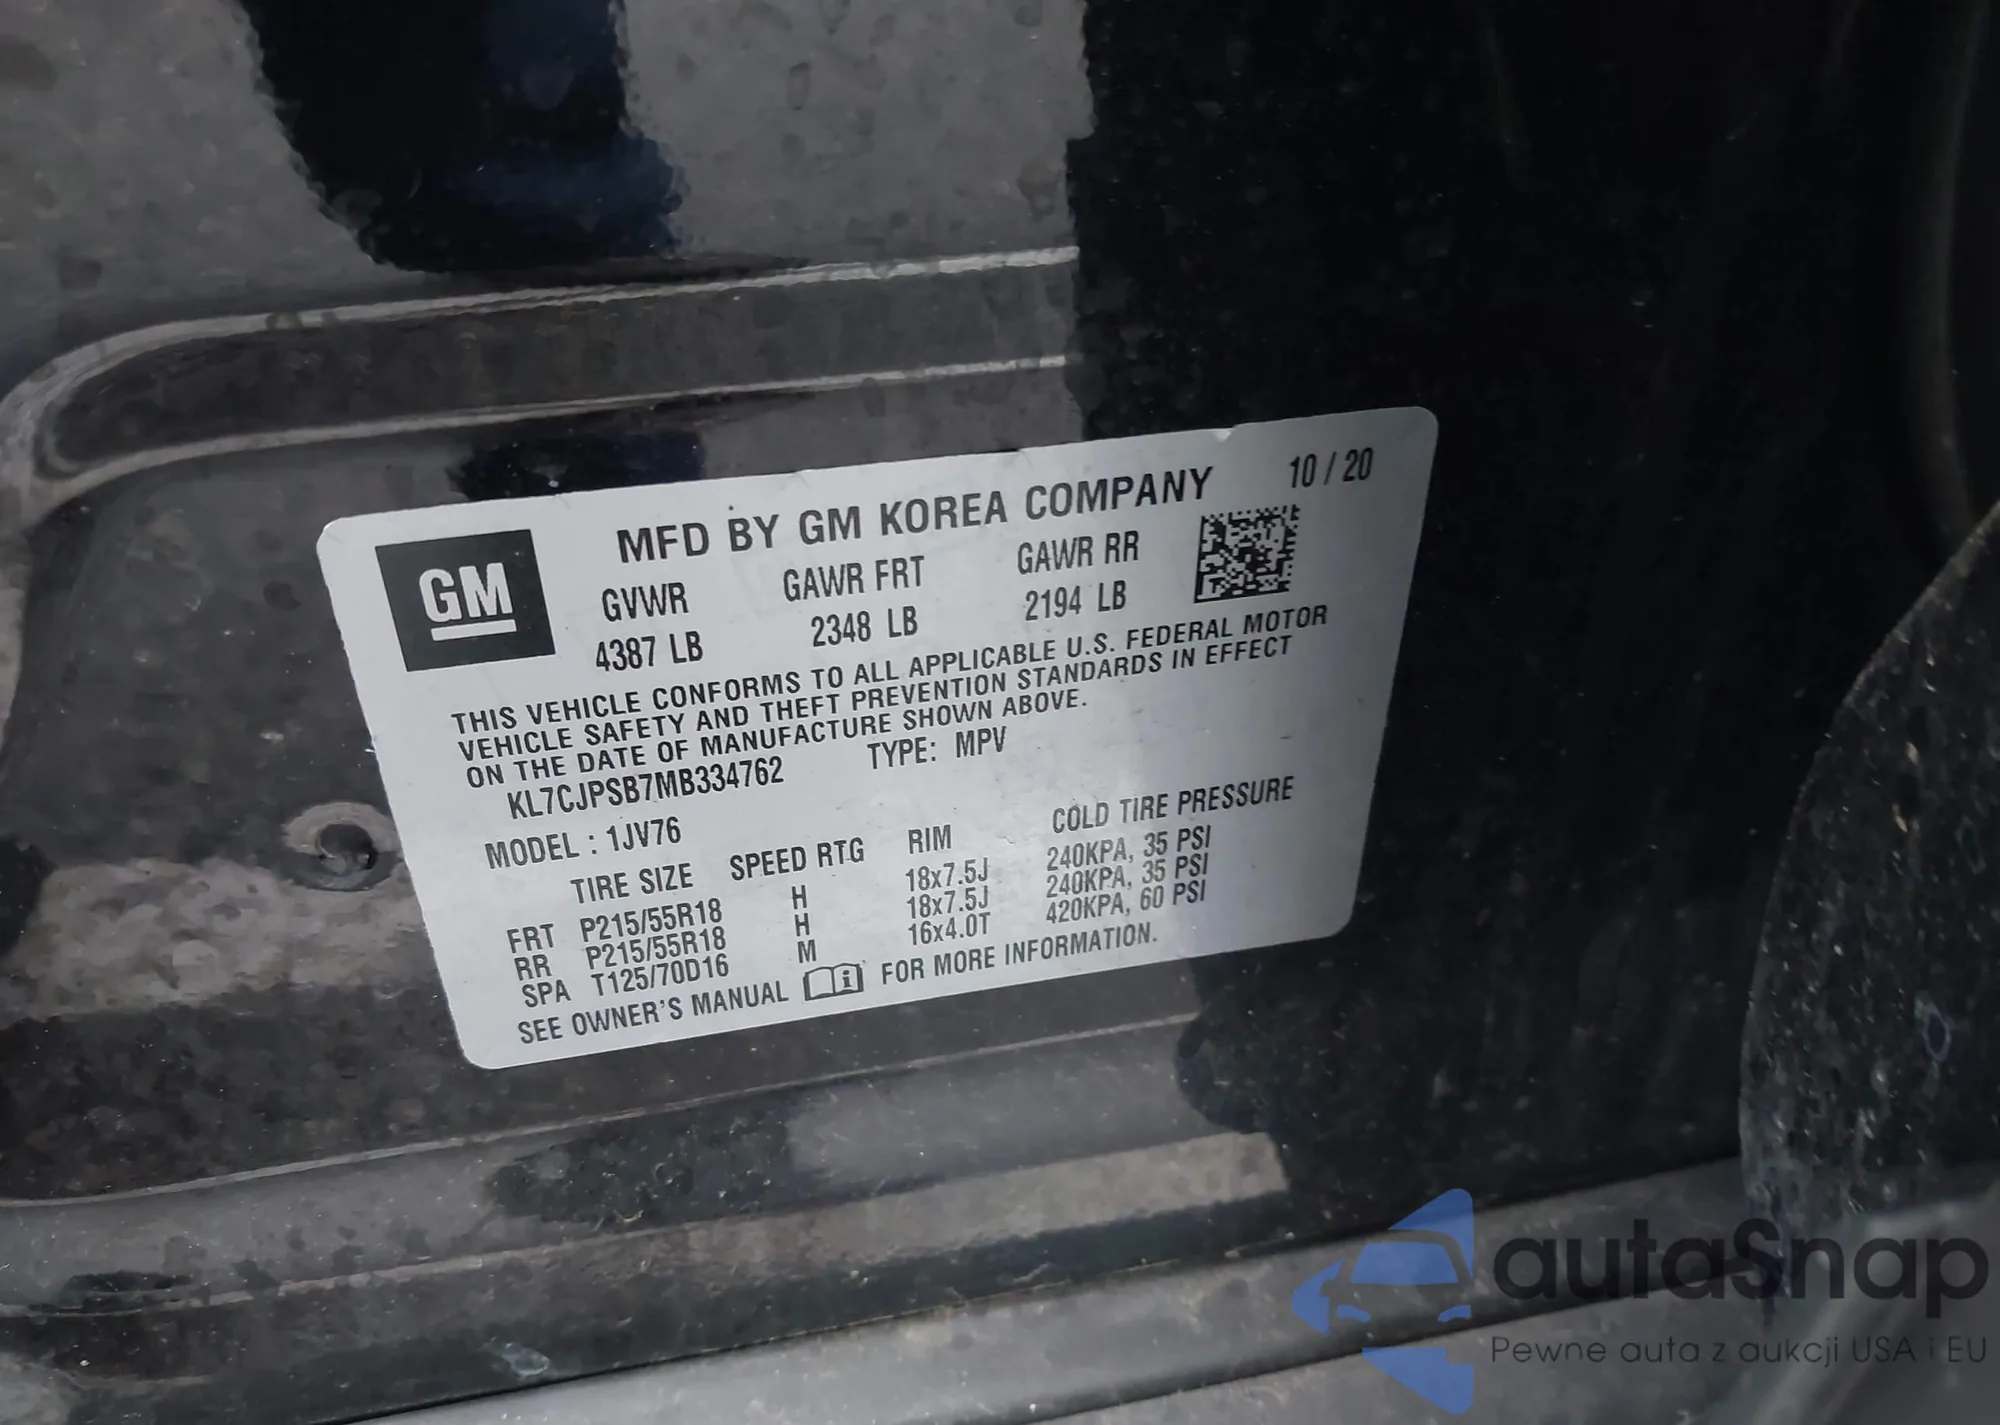 MFD BY GM KOREA COMPANY 10 / 20
GM
GVWR GAWR FRT GAWR RR
4387 LB 2348 LB 2194 LB
THIS VEHICLE CONFORMS TO ALL APPLICABLE U.S. FEDERAL MOTOR
VEHICLE SAFETY AND THEFT PREVENTION STANDARDS IN EFFECT
ON THE DATE OF MANUFACTURE SHOWN ABOVE.
KL7CJPSB7MB334762 TYPE: MPV
MODEL : 1JV76
TIRE SIZE SPEED RTG RIM COLD TIRE PRESSURE
FRT P215/55R18 H 18x7.5J 240KPA, 35 PSI
RR P215/55R18 H 18x7.5J 240KPA, 35 PSI
SPA T125/70D16 M 16x4.0T 420KPA, 60 PSI
SEE OWNER'S MANUAL i FOR MORE INFORMATION.
autaSnap
Pewne auta z aukcji USA i EU